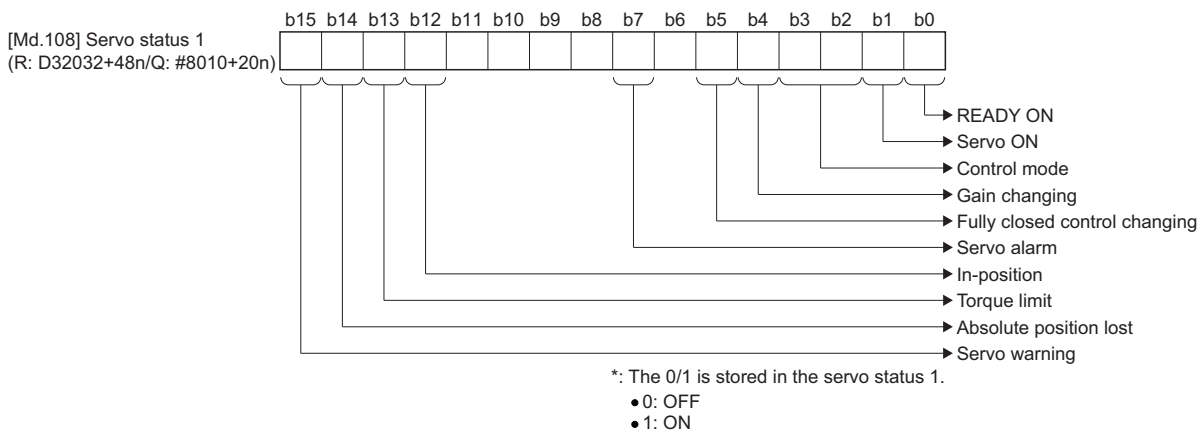 b15 b14 b13 b12 b11 b10 b9 b8 b7 b6 b5 b4 b3 b2 b1 b0
[Md.108] Servo status 1
(R: D32032+48n/Q: #8010+20n)
READY ON
Servo ON
Control mode
Gain changing
Fully closed control changing
Servo alarm
In-position
Torque limit
Absolute position lost
Servo warning
*: The 0/1 is stored in the servo status 1.
●0: OFF
●1: ON